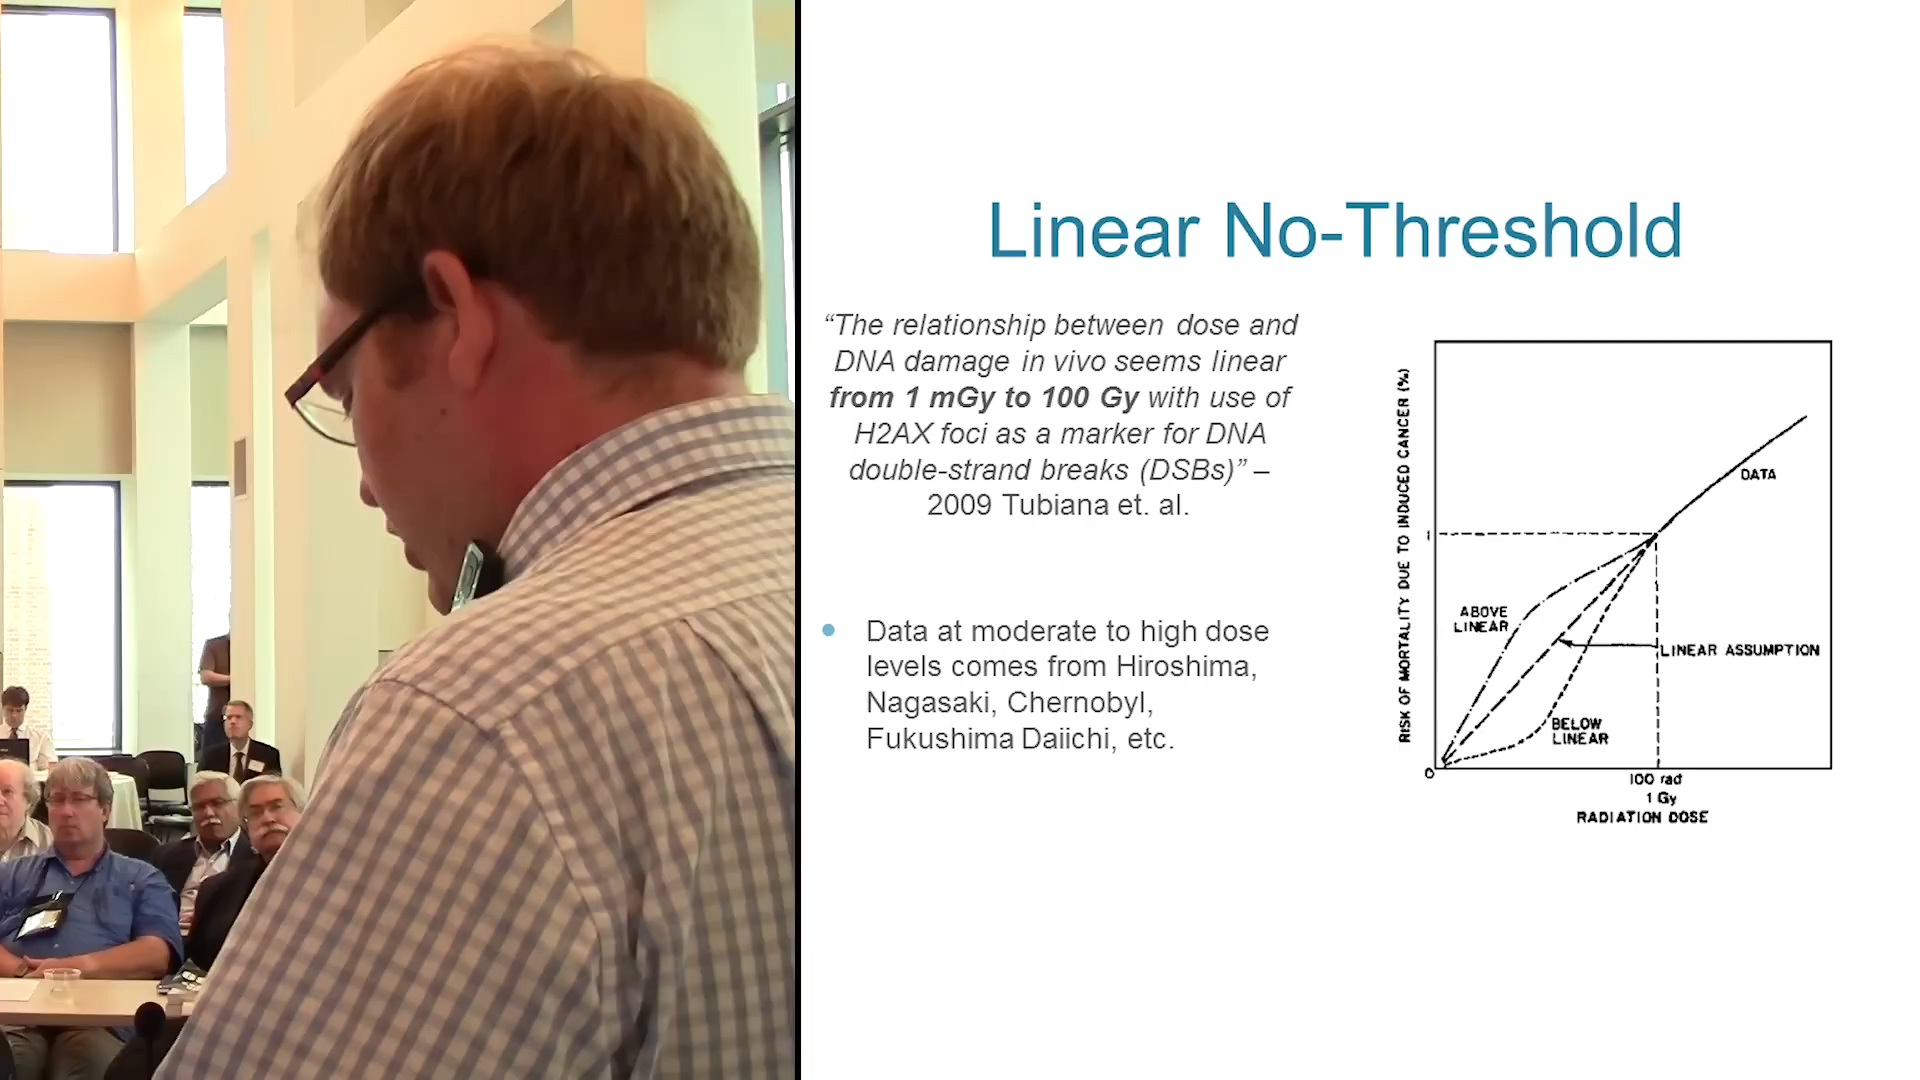 Linear No-Threshold
“The relationship between dose and
DNA damage in vivo seems linear
from 1 mGy to 100 Gy with use of
H2AX foci as a marker for DNA
double-strand breaks (DSBs)” –
2009 Tubiana et. al.
Data at moderate to high dose
levels comes from Hiroshima,
Nagasaki, Chernobyl,
Fukushima Daiichi, etc.
RISK OF MORTALITY DUE TO INDUCED CANCER (%)
DATA
1
ABOVE
LINEAR
LINEAR ASSUMPTION
BELOW
LINEAR
0
100 rad
1 Gy
RADIATION DOSE